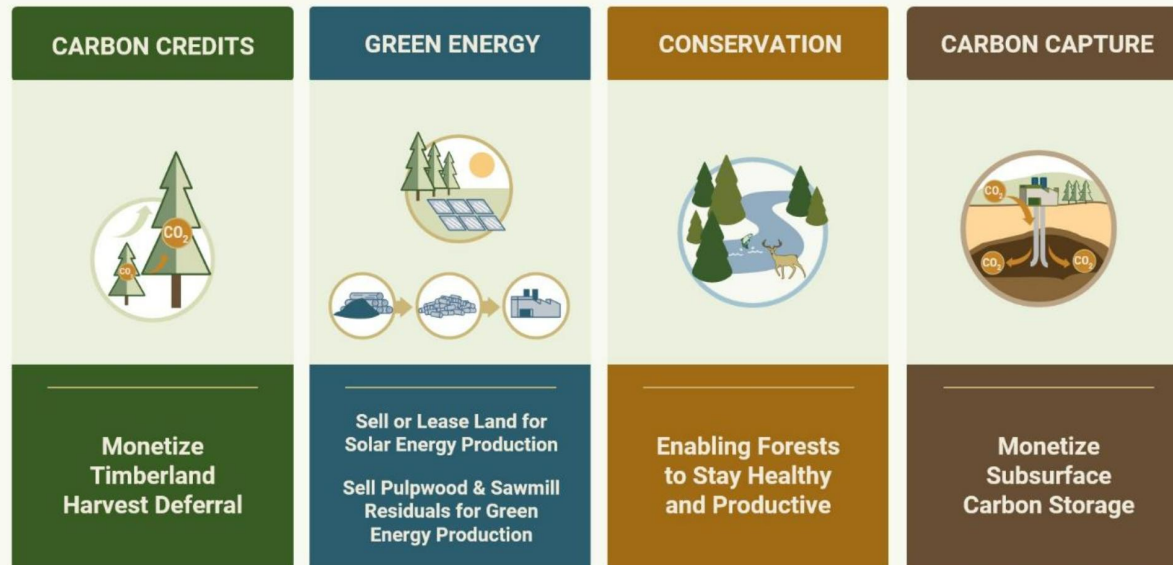 CARBON CREDITS
CO₂
CO
Monetize
Timberland
Harvest Deferral
GREEN ENERGY
Sell or Lease Land for
Solar Energy Production
Sell Pulpwood & Sawmill
Residuals for Green
Energy Production
CONSERVATION
Enabling Forests
to Stay Healthy
and Productive
CARBON CAPTURE
CO₂
CO₂
CO₂
Monetize
Subsurface
Carbon Storage